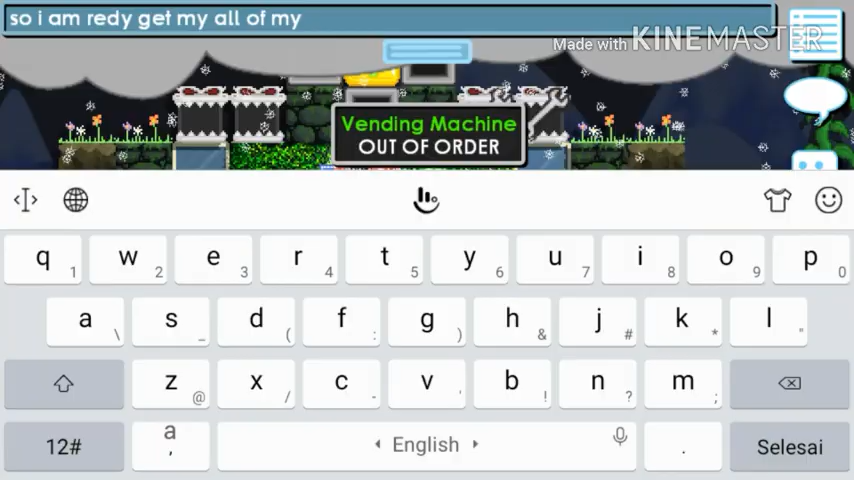 so i am redy get my all of my
Made with KINEMASTER
Vending Machine
OUT OF ORDER
q 1 w 2 e 3 r 4 t 5 y 6 u 7 i 8 o 9 p 0
a \ s _ d ( f : g ) h & j # k * l "
z @ x / c - v ' b ! n ? m ;
12# a , English . Selesai